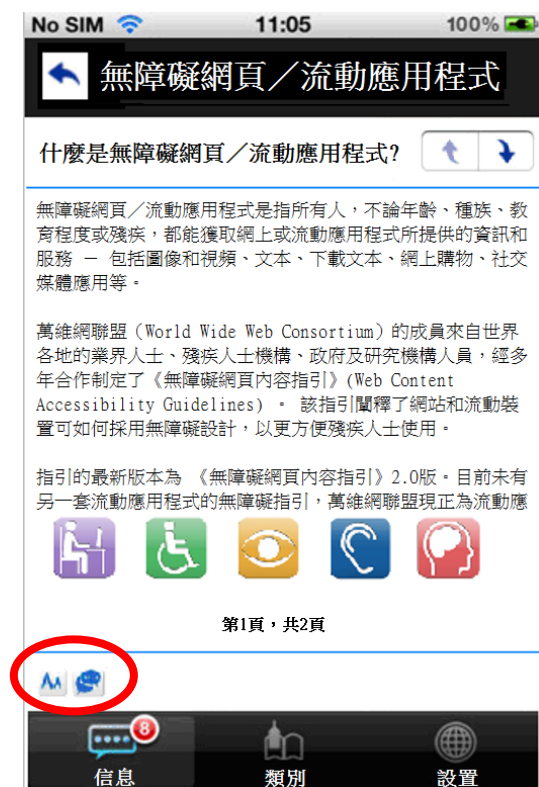 No SIM 11:05 100%
無障礙網頁／流動應用程式
什麼是無障礙網頁／流動應用程式?
無障礙網頁／流動應用程式是指所有人，不論年齡、種族、教
育程度或殘疾，都能獲取網上或流動應用程式所提供的資訊和
服務 — 包括圖像和視頻、文本、下載文本、網上購物、社交
媒體應用等。
萬維網聯盟（World Wide Web Consortium）的成員來自世界
各地的業界人士、殘疾人士機構、政府及研究機構人員，經多
年合作制定了《無障礙網頁內容指引》(Web Content
Accessibility Guidelines) 。 該指引闡釋了網站和流動裝
置可如何採用無障礙設計，以更方便殘疾人士使用。
指引的最新版本為 《無障礙網頁內容指引》2.0版。目前未有
另一套流動應用程式的無障礙指引，萬維網聯盟現正為流動應
第1頁，共2頁
AA
8
信息 類別 設置